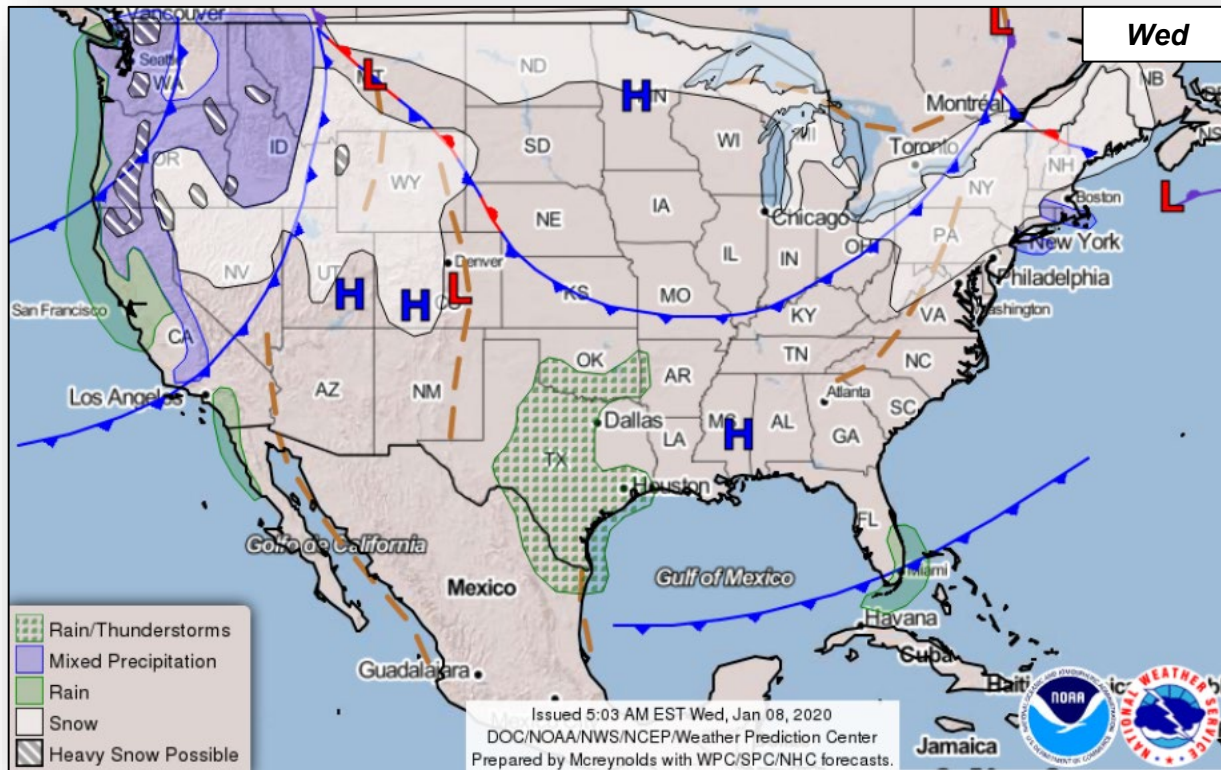 Wed
Vancouver
Seattle
WA
MT
L
ND
H
MN
L
Montréal
NB
NS
OR
ID
WY
SD
WI
MI
Toronto
NH
NY
Boston
L
NE
IA
Chicago
New York
PA
Philadelphia
NV
UT
Denver
IL
IN
OH
San Francisco
H
H
CO
L
KS
MO
KY
VA
Washington
CA
TN
NC
Los Angeles
AZ
NM
OK
AR
Atlanta
SC
Dallas
MS
H
AL
GA
LA
TX
Houston
FL
Golfo de California
Mexico
Gulf of Mexico
Miami
Havana
Cuba
Guadalajara
Jamaica
Rain/Thunderstorms
Mixed Precipitation
Rain
Snow
Heavy Snow Possible
Issued 5:03 AM EST Wed, Jan 08, 2020
DOC/NOAA/NWS/NCEP/Weather Prediction Center
Prepared by Mcreynolds with WPC/SPC/NHC forecasts.
NOAA
NATIONAL WEATHER SERVICE